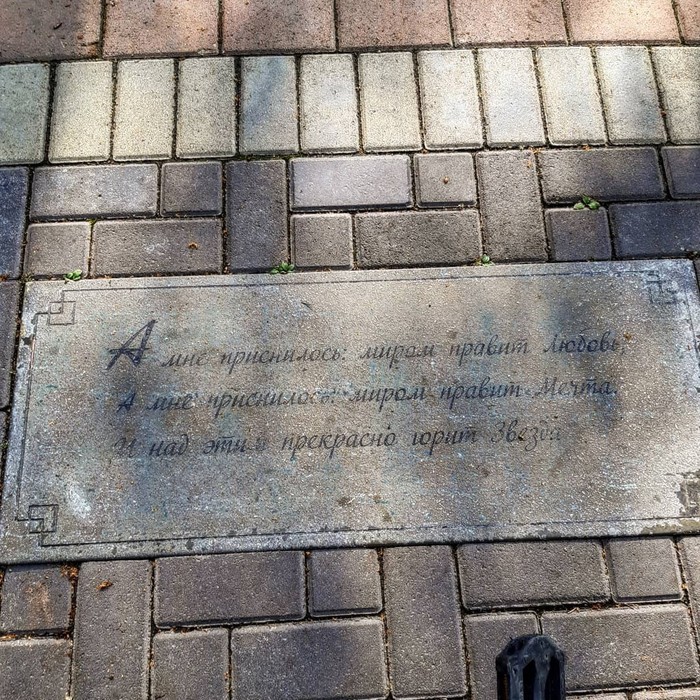 А мне приснилось: миром правит Любовь,
А мне приснилось: миром правит Мечта.
И над этим прекрасно горит Звезда